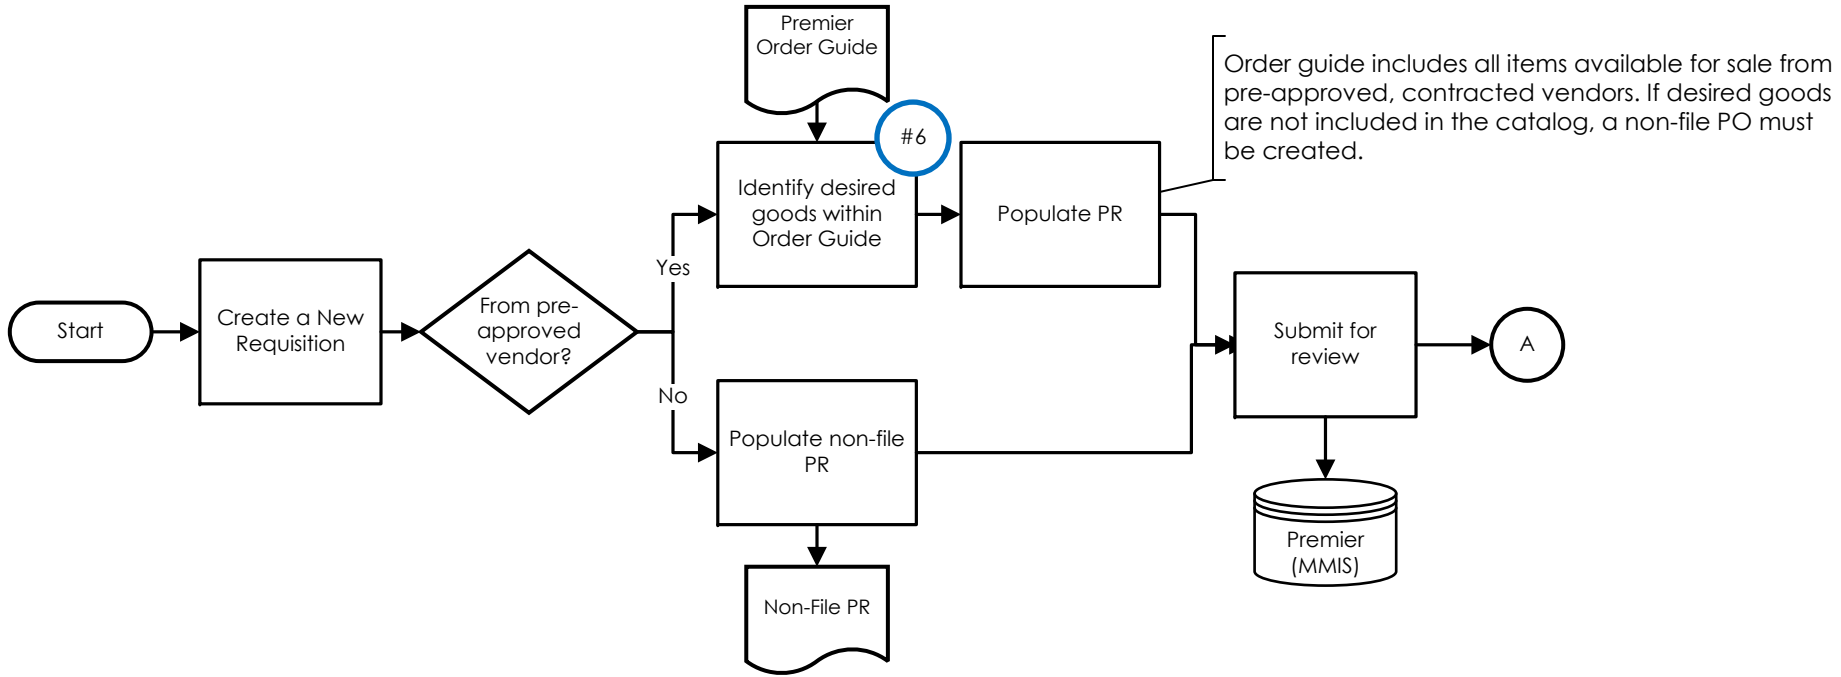 Premier
Order Guide
Order guide includes all items available for sale from
pre-approved, contracted vendors. If desired goods
are not included in the catalog, a non-file PO must
be created.
#6
Identify desired
goods within
Order Guide
Populate PR
Yes
Start
Create a New
Requisition
From pre-
approved
vendor?
Submit for
review
A
No
Populate non-file
PR
Premier
(MMIS)
Non-File PR